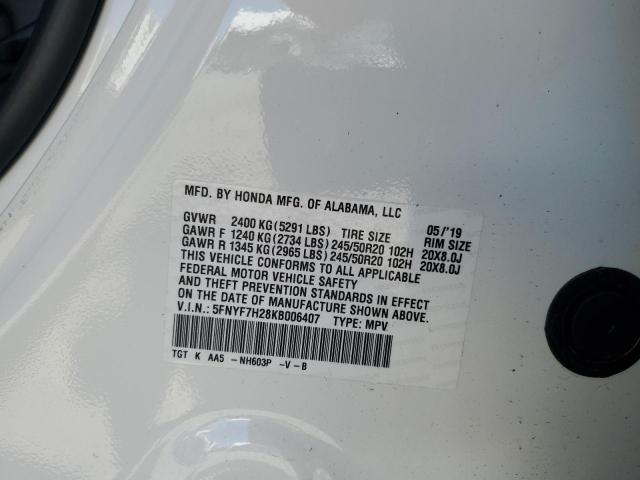 MFD. BY HONDA MFG. OF ALABAMA, LLC 05/'19
GVWR 2400 KG(5291 LBS) TIRE SIZE RIM SIZE
GAWR F 1240 KG(2734 LBS)245/50R20 102H 20X8.0J
GAWR R 1345 KG(2965 LBS)245/50R20 102H 20X8.0J
THIS VEHICLE CONFORMS TO ALL APPLICABLE
FEDERAL MOTOR VEHICLE SAFETY
AND THEFT PREVENTION STANDARDS IN EFFECT
ON THE DATE OF MANUFACTURE SHOWN ABOVE.
V.I.N.: 5FNYF7H28KB006407 TYPE: MPV
TGT K AA5 -NH603P -V-B